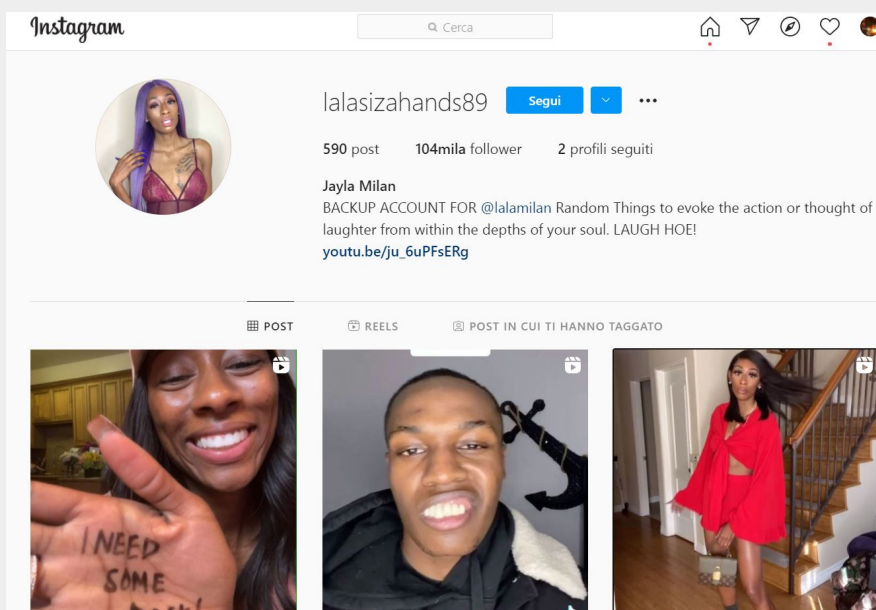 Instagram
Cerca
lalasizahands89 Segui
590 post 104mila follower 2 profili seguiti
Jayla Milan
BACKUP ACCOUNT FOR @lalamilan Random Things to evoke the action or thought of
laughter from within the depths of your soul. LAUGH HOE!
youtu.be/ju_6uPFsERg
POST REELS POST IN CUI TI HANNO TAGGATO
I NEED
SOME